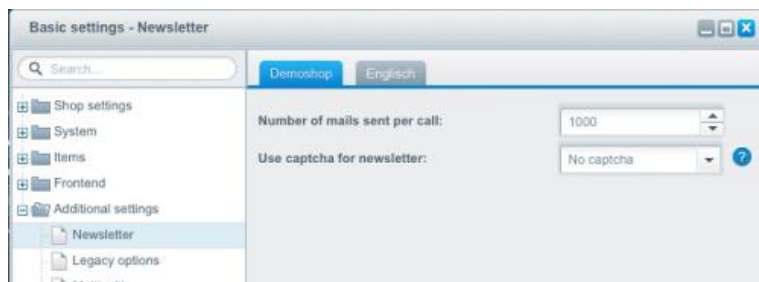 Basic settings - Newsletter
Search...
Demoshop
Englisch
Shop settings
System
Items
Frontend
Additional settings
Newsletter
Legacy options
Number of mails sent per call:
1000
Use captcha for newsletter:
No captcha
?